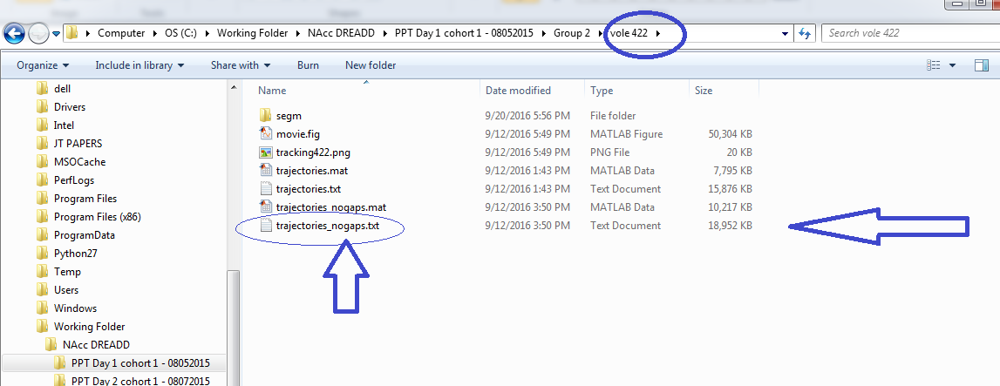 Computer OS (C:) Working Folder NAcc DREADD PPT Day 1 cohort 1 - 08052015 Group 2 vole 422 Search vole 422
Organize Include in library Share with Burn New folder
Name Date modified Type Size
dell
Drivers
Intel
JT PAPERS
MSOCache
PerfLogs
Program Files
Program Files (x86)
ProgramData
Python27
Temp
Users
Windows
Working Folder
NAcc DREADD
PPT Day 1 cohort 1 - 08052015
PPT Day 2 cohort 1 - 08072015
segm 9/20/2016 5:56 PM File folder
movie.fig 9/12/2016 5:49 PM MATLAB Figure 50,304 KB
tracking422.png 9/12/2016 5:49 PM PNG File 20 KB
trajectories.mat 9/12/2016 1:43 PM MATLAB Data 7,795 KB
trajectories.txt 9/12/2016 1:43 PM Text Document 15,876 KB
trajectories_nogaps.mat 9/12/2016 3:50 PM MATLAB Data 10,217 KB
trajectories_nogaps.txt 9/12/2016 3:50 PM Text Document 18,952 KB